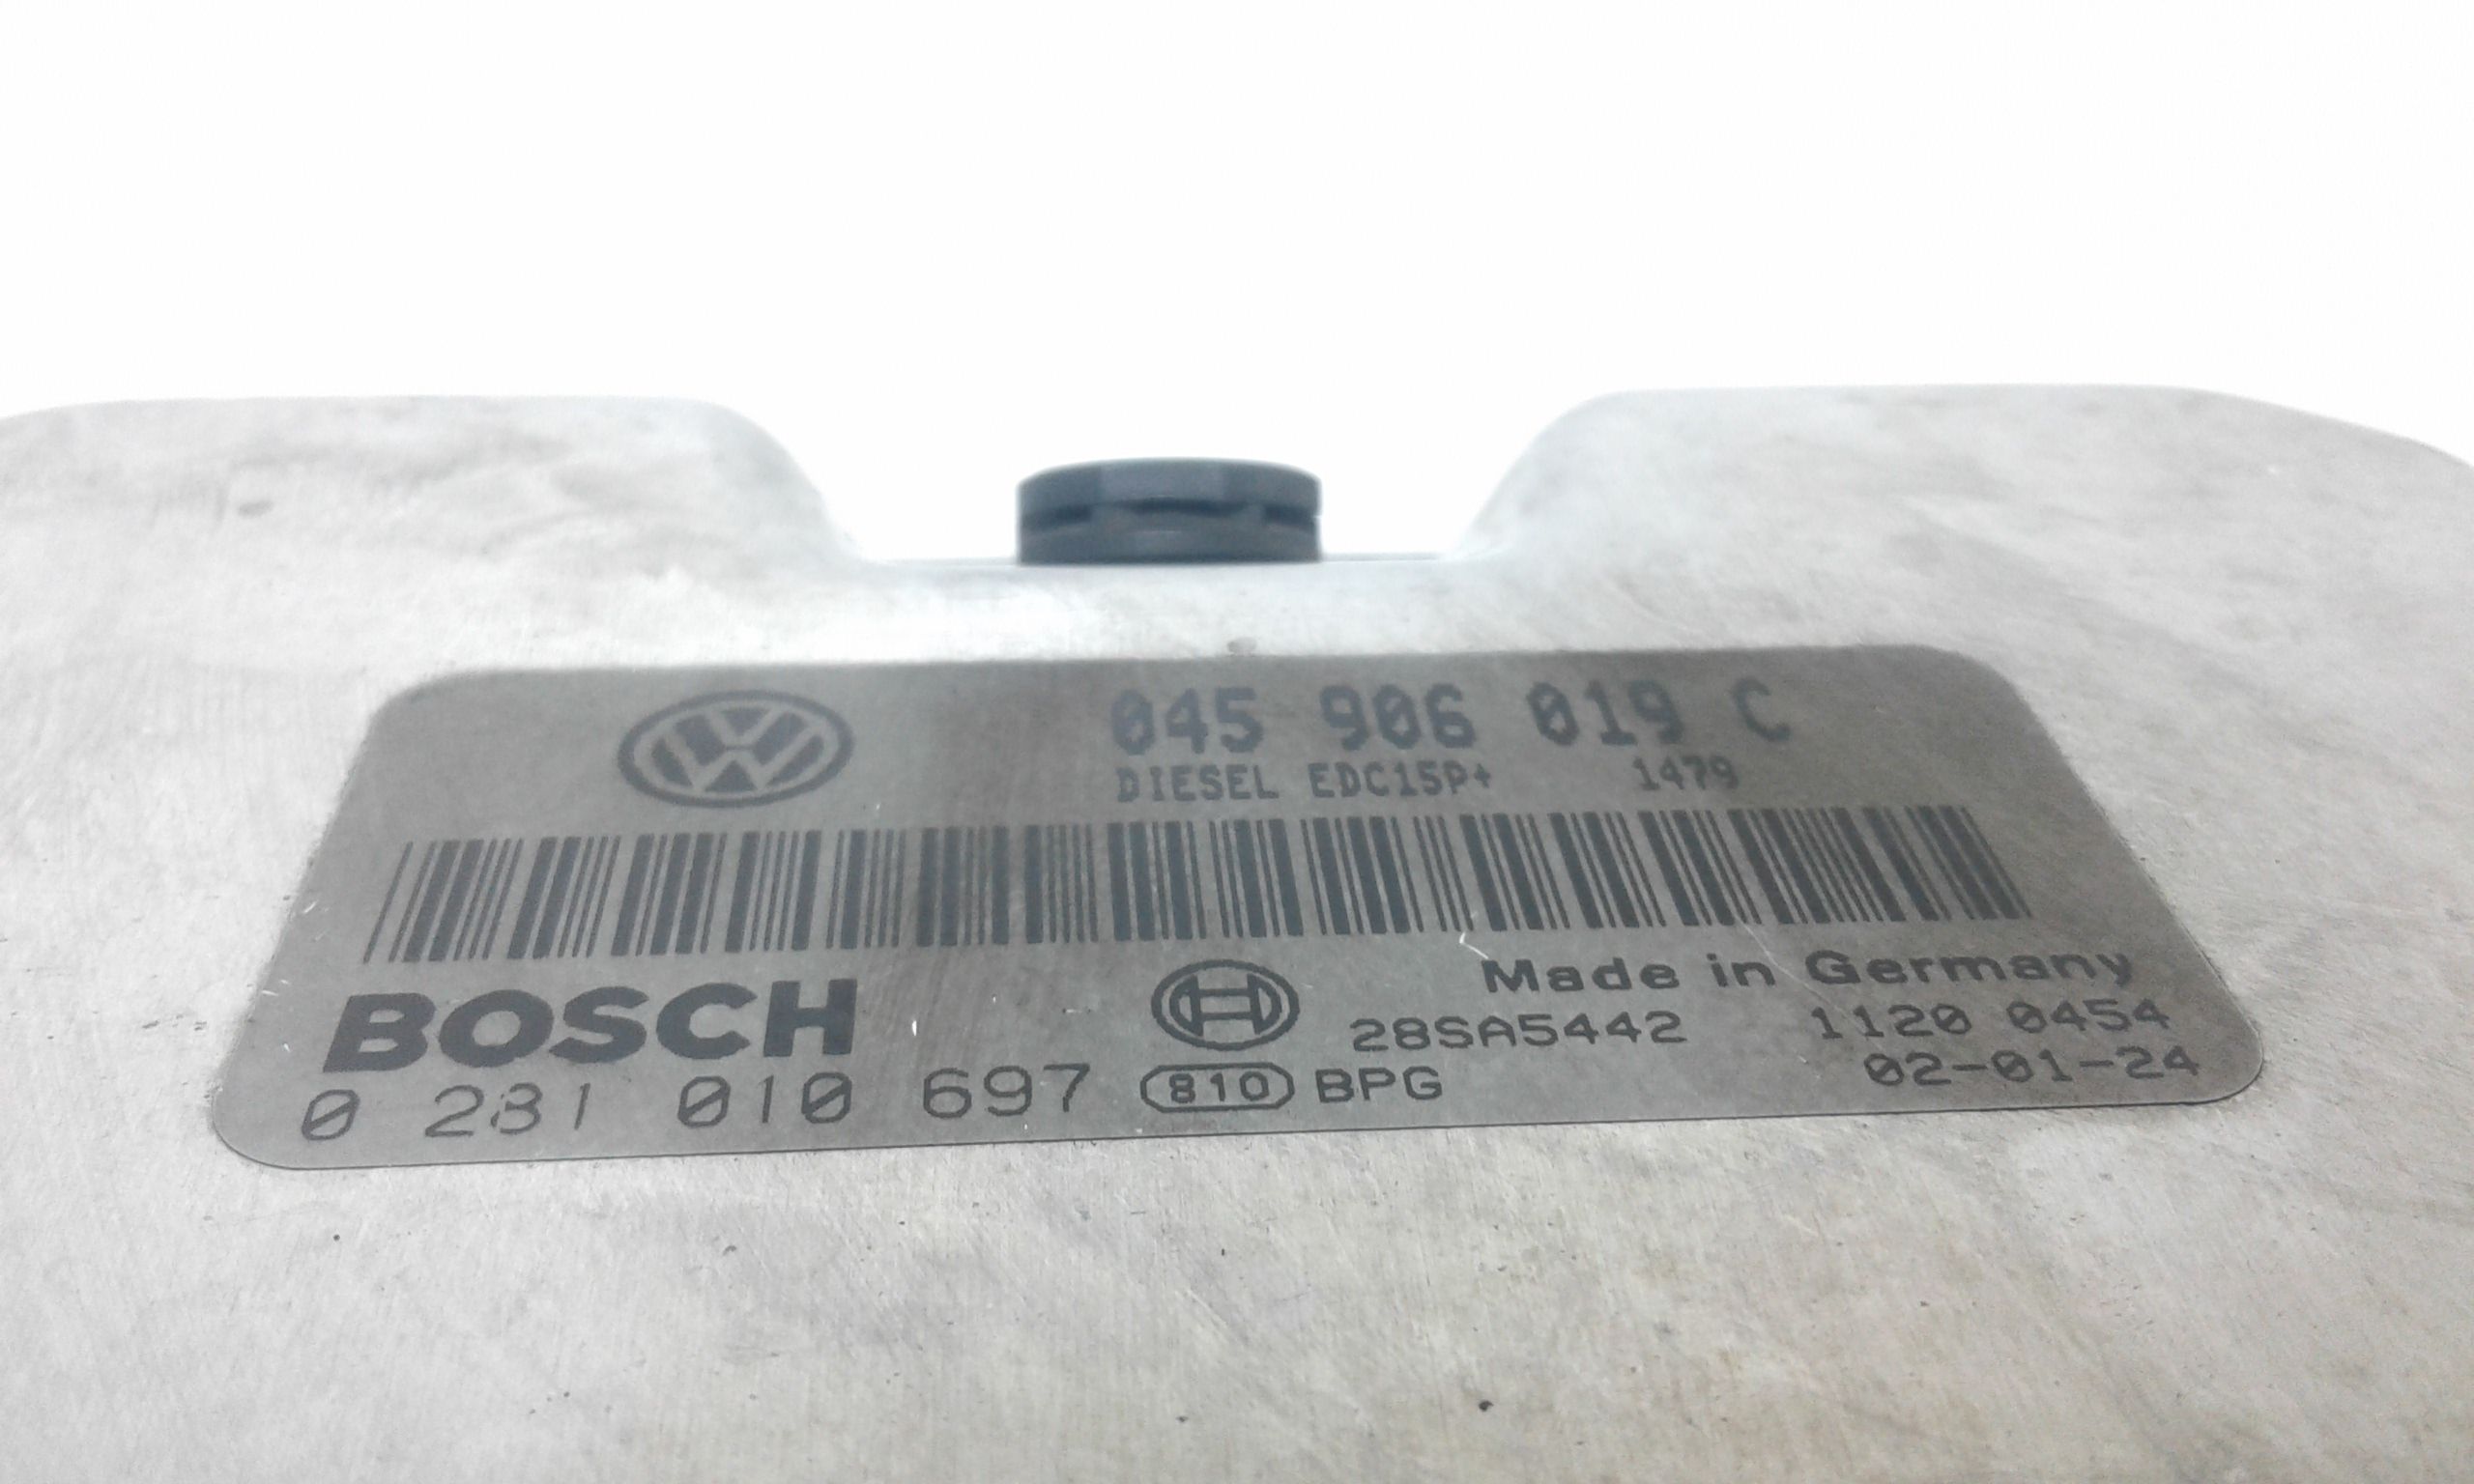 045 906 019 C
DIESEL EDC15P+ 1479
BOSCH
Made in Germany
28SA5442 1120 0454
02-01-24
0 281 010 697 810 BPG